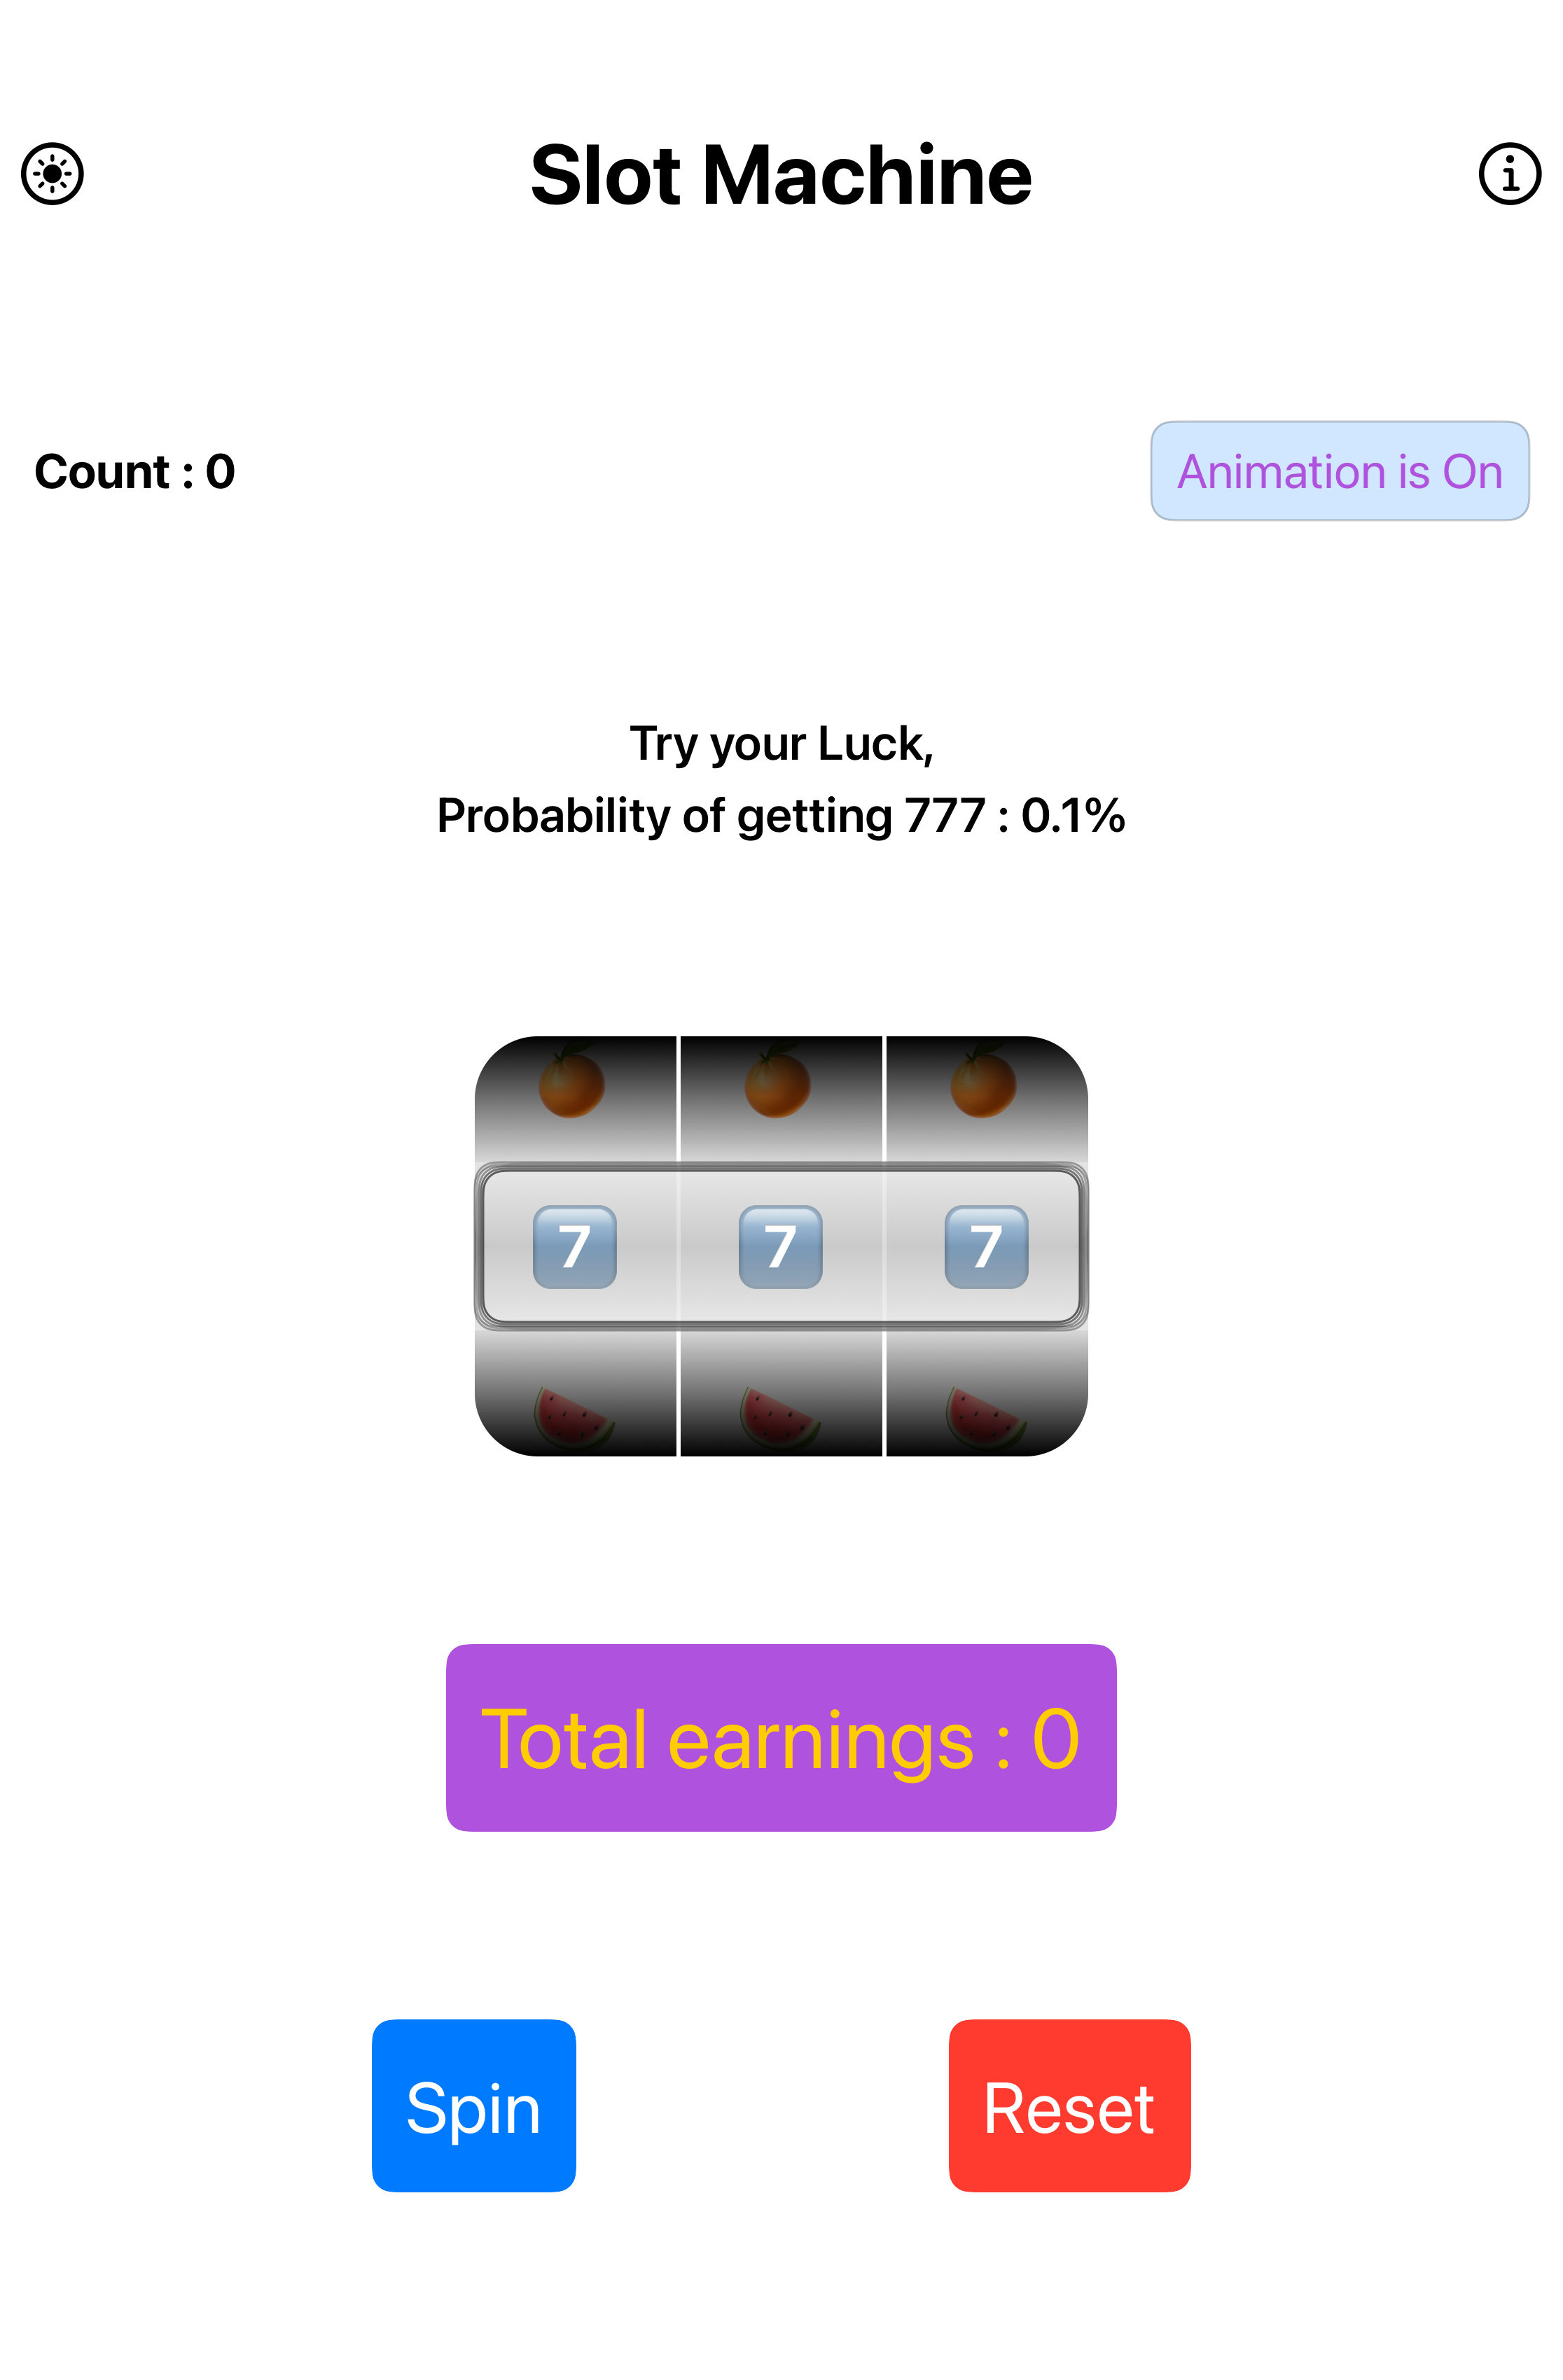 Slot Machine
Count : 0
Animation is On
Try your Luck,
Probability of getting 777 : 0.1%
7 7 7
Total earnings : 0
Spin
Reset